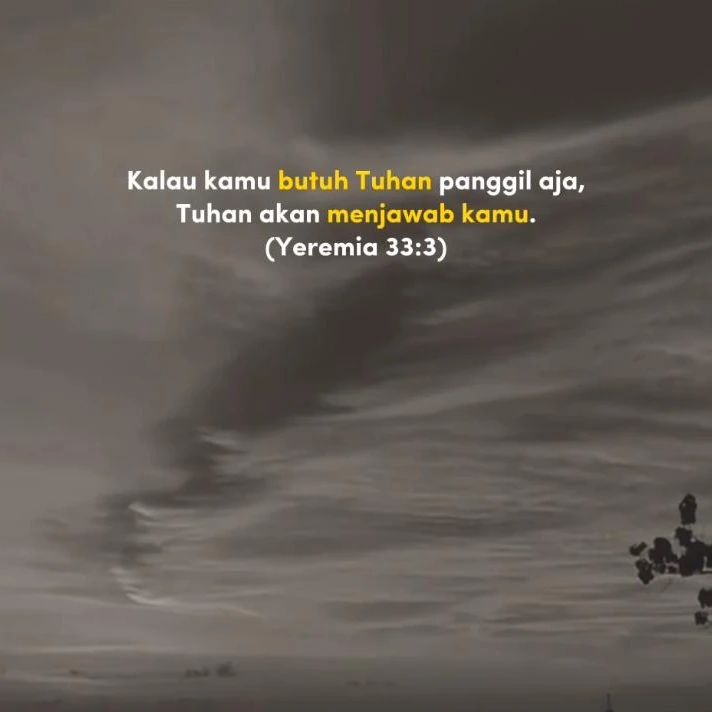 Kalau kamu butuh Tuhan panggil aja,
Tuhan akan menjawab kamu.
(Yeremia 33:3)